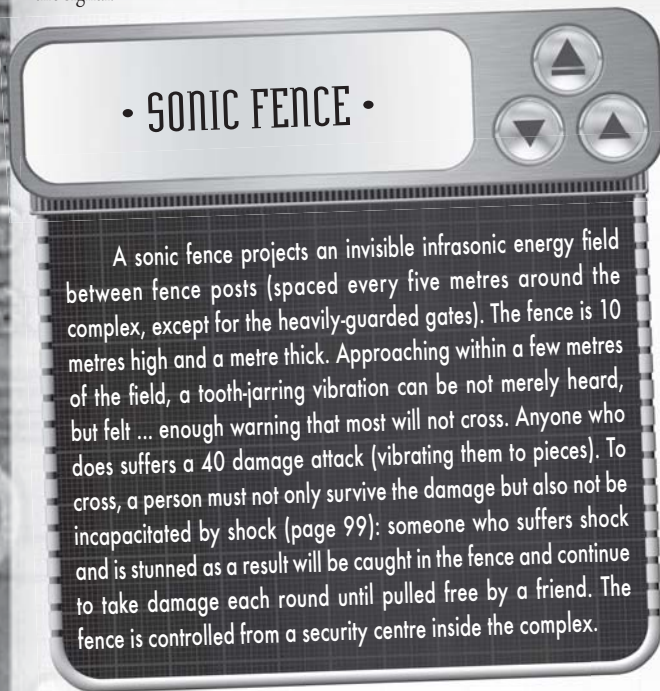 • SONIC FENCE •
A sonic fence projects an invisible infrasonic energy field
between fence posts (spaced every five metres around the
complex, except for the heavily-guarded gates). The fence is 10
metres high and a metre thick. Approaching within a few metres
of the field, a tooth-jarring vibration can be not merely heard,
but felt ... enough warning that most will not cross. Anyone who
does suffers a 40 damage attack (vibrating them to pieces). To
cross, a person must not only survive the damage but also not be
incapacitated by shock (page 99): someone who suffers shock
and is stunned as a result will be caught in the fence and continue
to take damage each round until pulled free by a friend. The
fence is controlled from a security centre inside the complex.